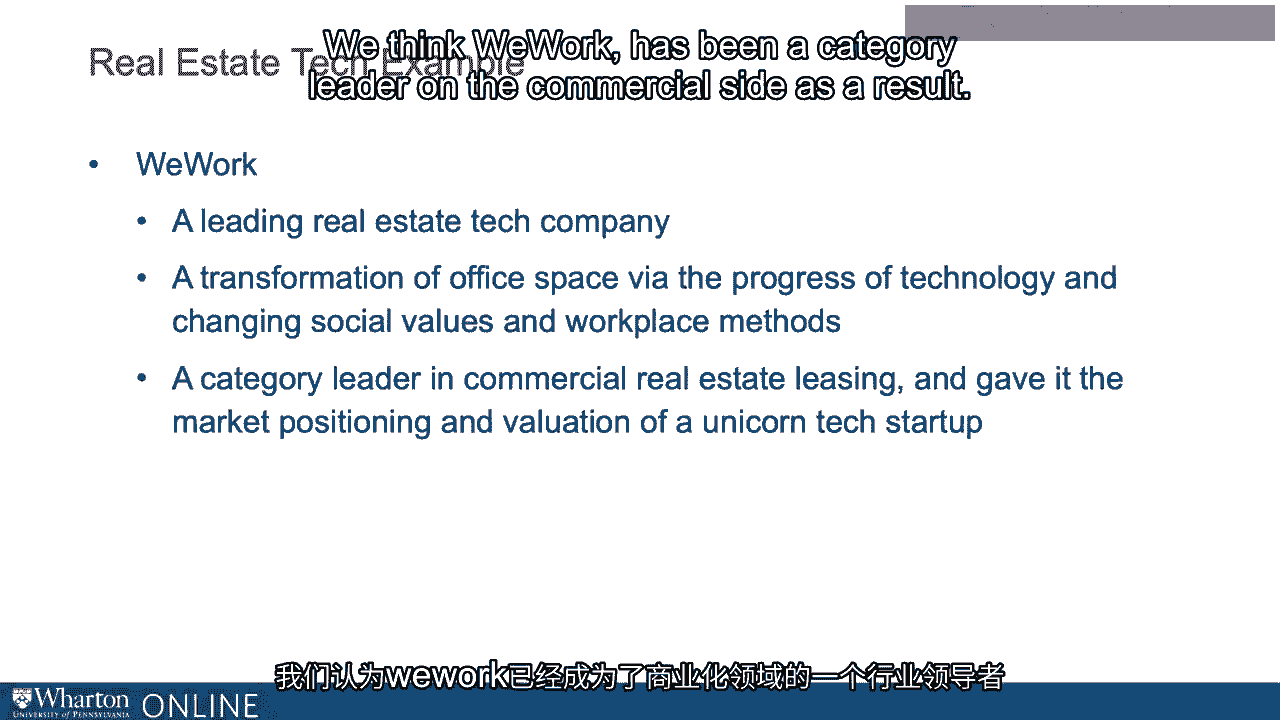 We think WeWork, has been a category
leader on the commercial side as a result.
Real Estate Tech Example
• WeWork
• A leading real estate tech company
• A transformation of office space via the progress of technology and
changing social values and workplace methods
• A category leader in commercial real estate leasing, and gave it the
market positioning and valuation of a unicorn tech startup
我们认为wework已经成为了商业化领域的一个行业领导者
Wharton ONLINE
UNIVERSITY OF PENNSYLVANIA